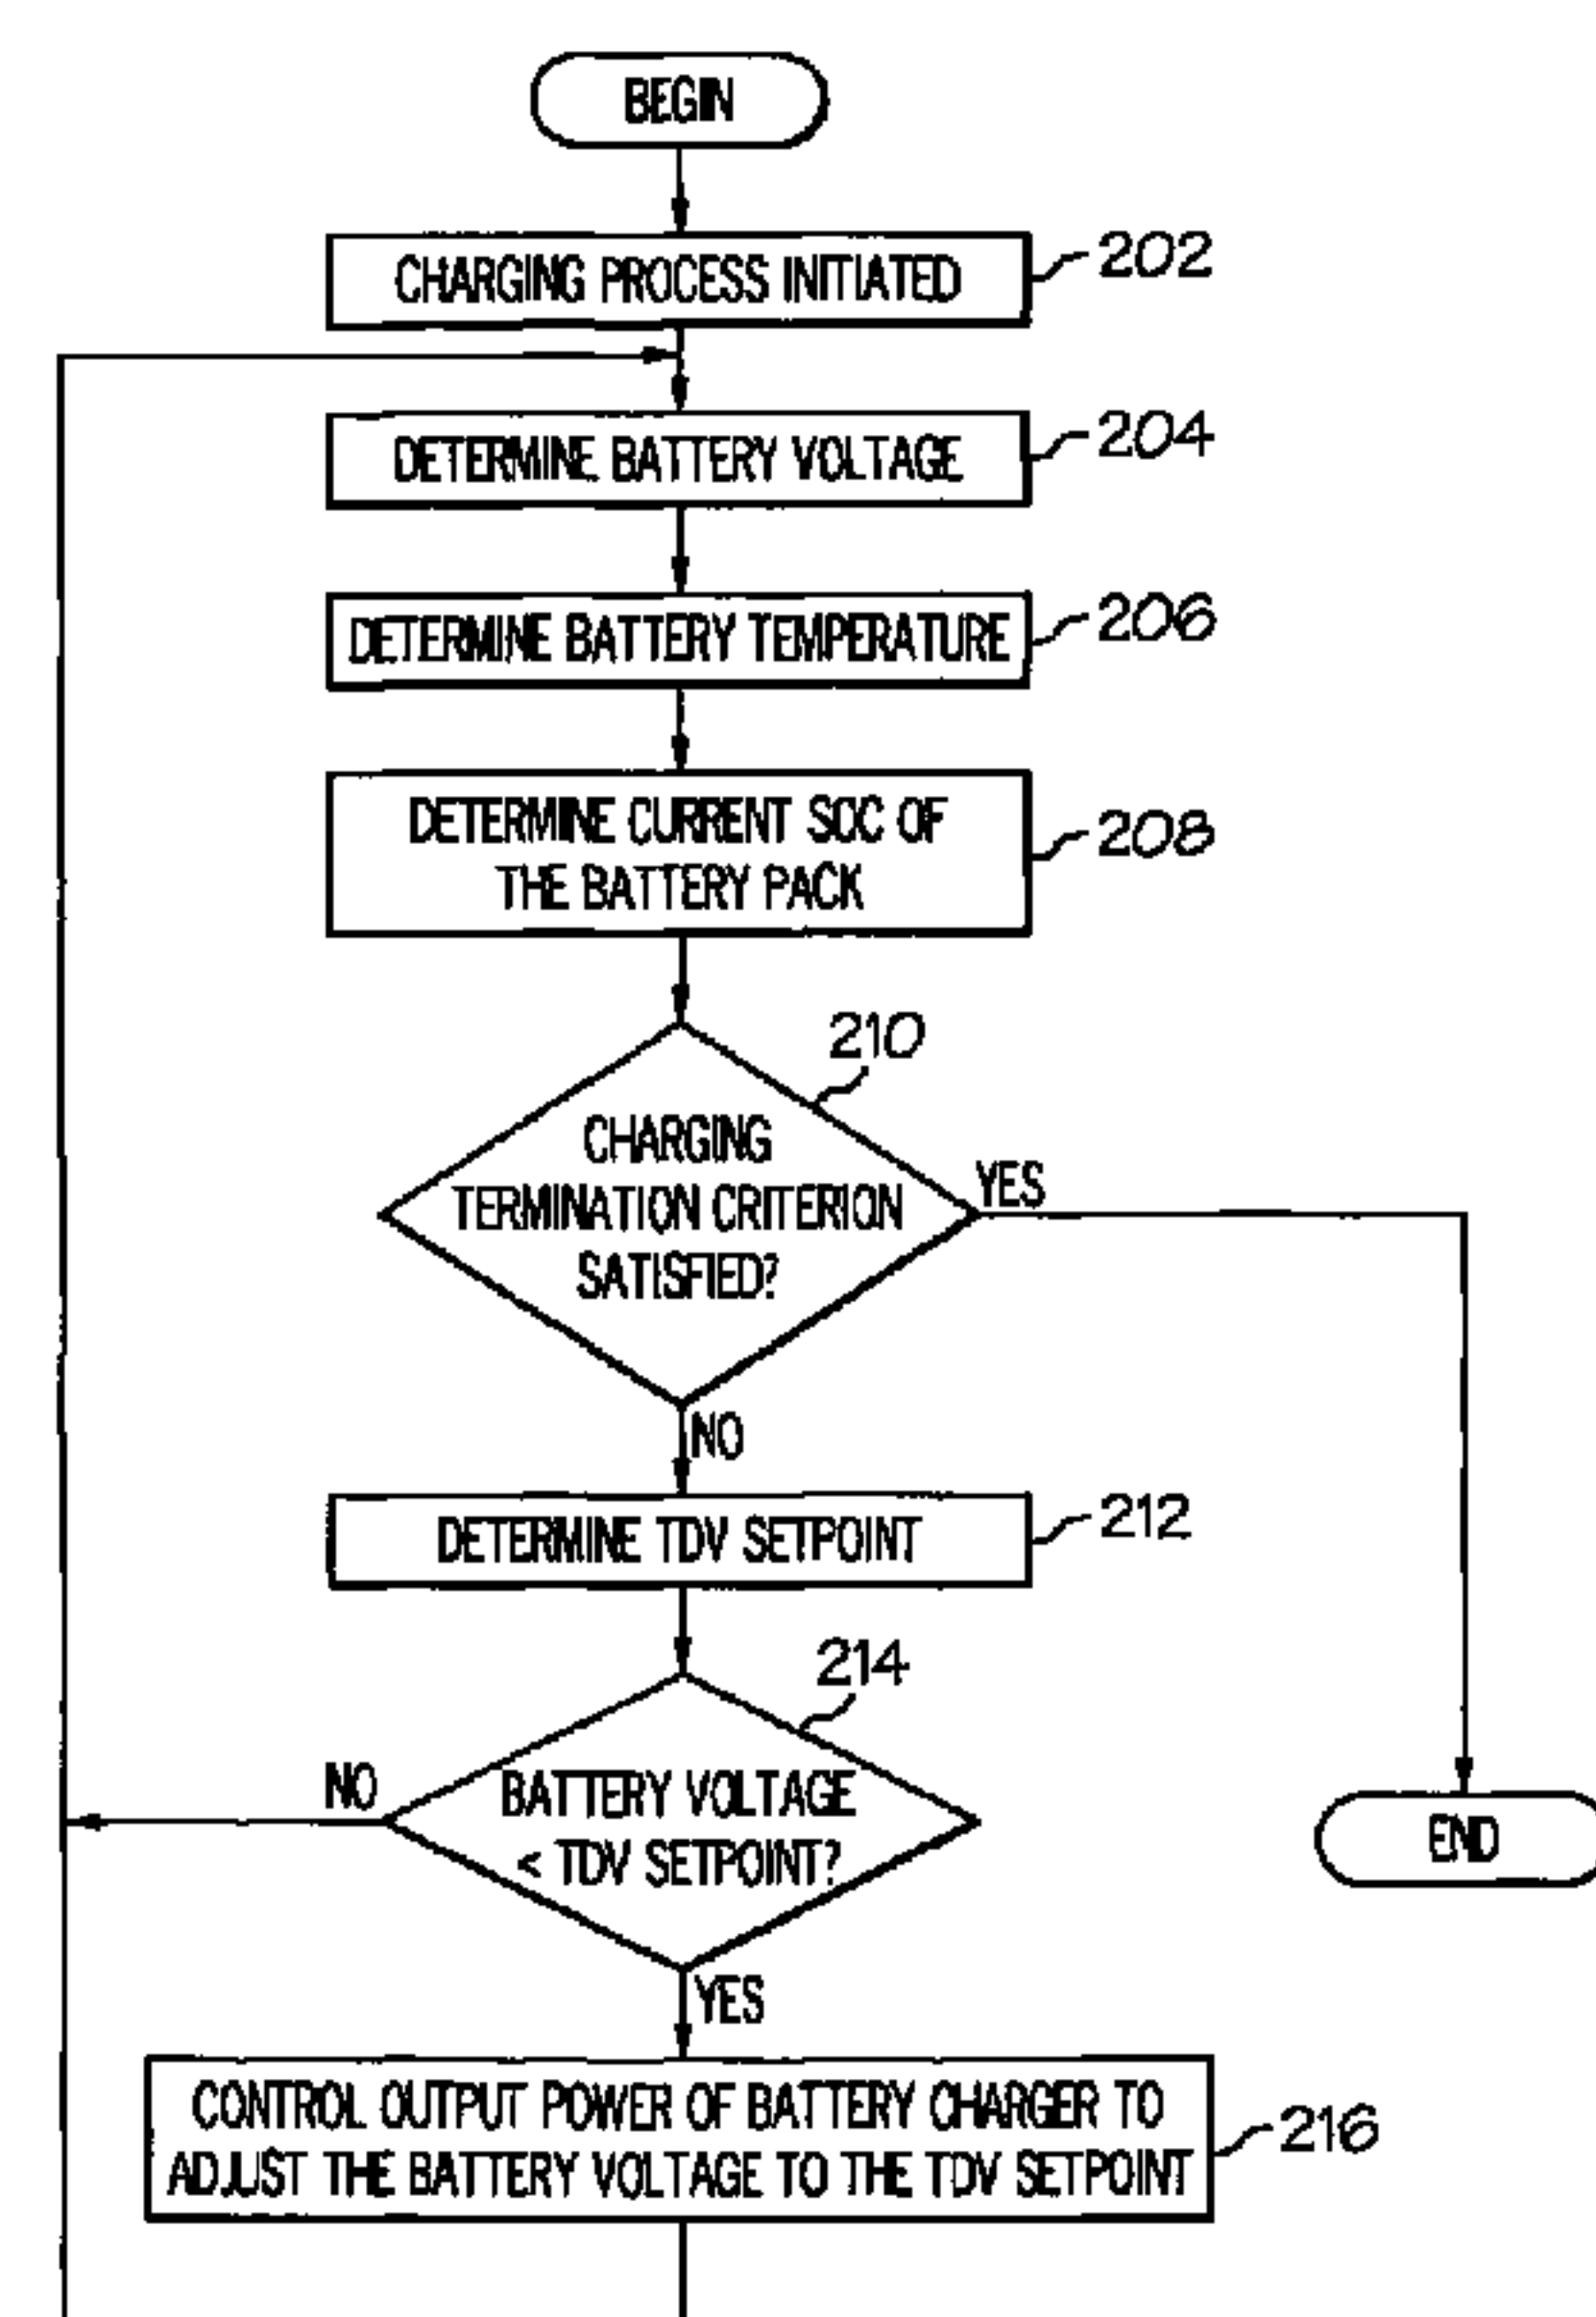 BEGIN
CHARGING PROCESS INITIATED
202
DETERMINE BATTERY VOLTAGE
204
DETERMINE BATTERY TEMPERATURE
206
DETERMINE CURRENT SOC OF
THE BATTERY PACK
208
210
CHARGING
TERMINATION CRITERION
SATISFIED?
YES
NO
DETERMINE TDV SETPOINT
212
214
NO
BATTERY VOLTAGE
< TDV SETPOINT?
END
YES
CONTROL OUTPUT POWER OF BATTERY CHARGER TO
ADJUST THE BATTERY VOLTAGE TO THE TDV SETPOINT
216